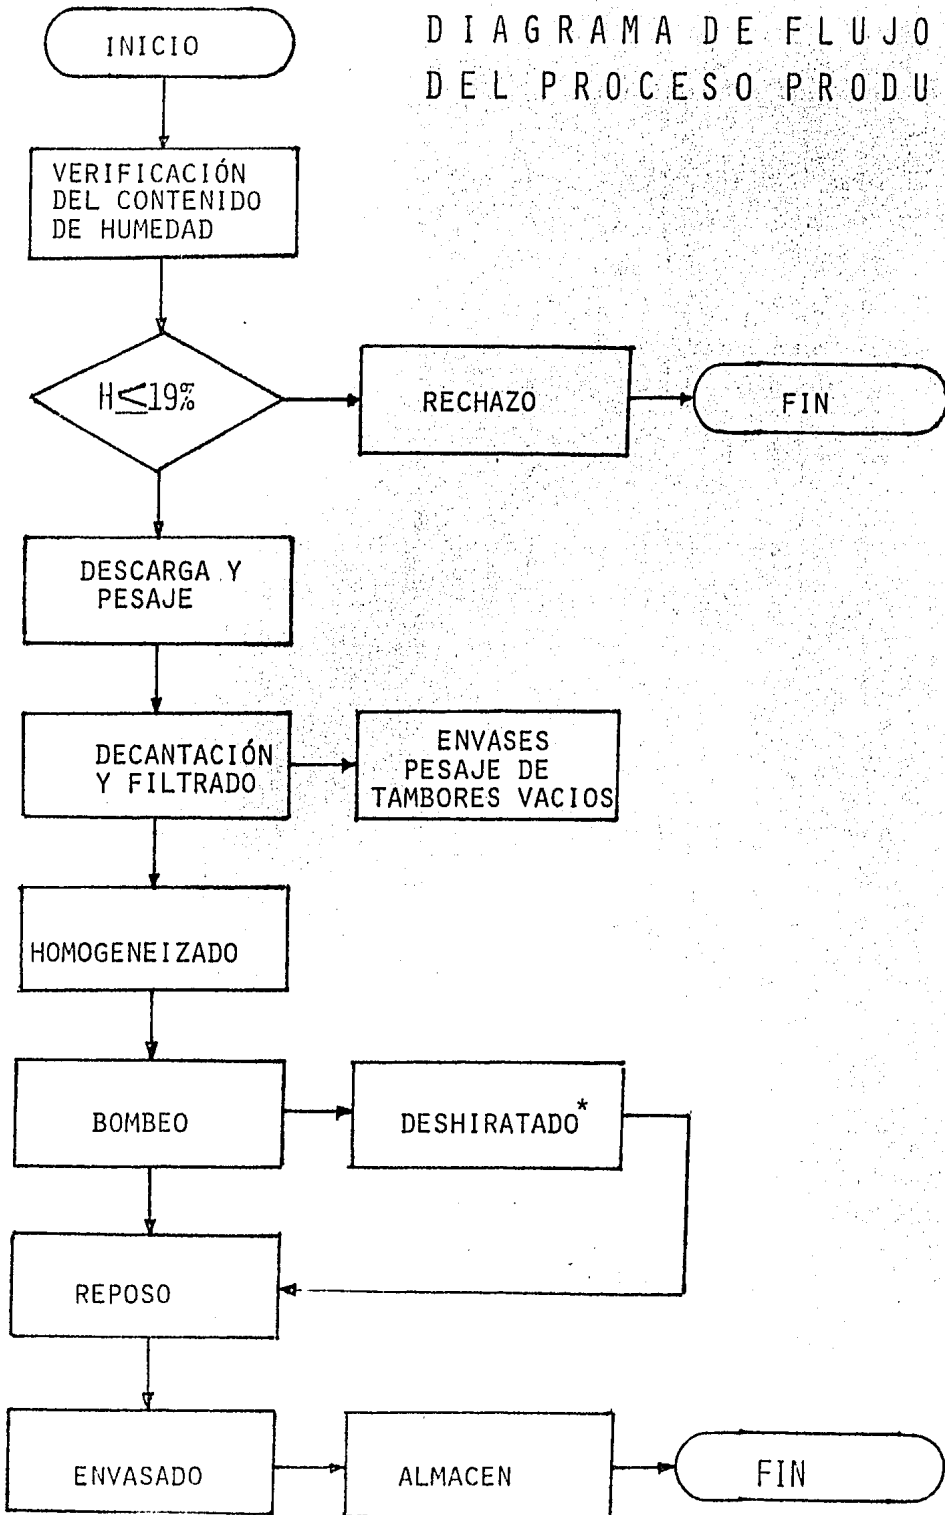 DIAGRAMA DE FLUJO
DEL PROCESO PRODU
INICIO
VERIFICACIÓN
DEL CONTENIDO
DE HUMEDAD
H≤19%
RECHAZO
FIN
DESCARGA Y
PESAJE
DECANTACIÓN
Y FILTRADO
ENVASES
PESAJE DE
TAMBORES VACIOS
HOMOGENEIZADO
BOMBEO
DESHIRATADO*
REPOSO
ENVASADO
ALMACEN
FIN